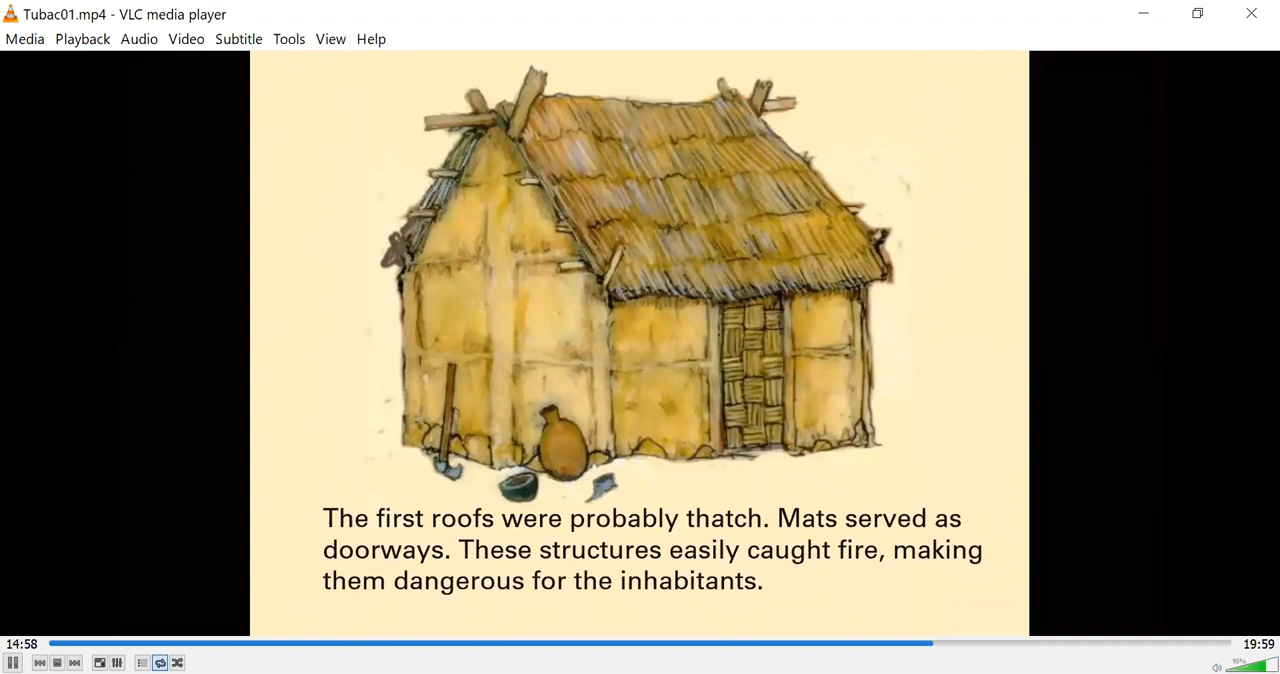 Tubac01.mp4 - VLC media player
Media Playback Audio Video Subtitle Tools View Help
The first roofs were probably thatch. Mats served as
doorways. These structures easily caught fire, making
them dangerous for the inhabitants.
14:58 19:59
95%